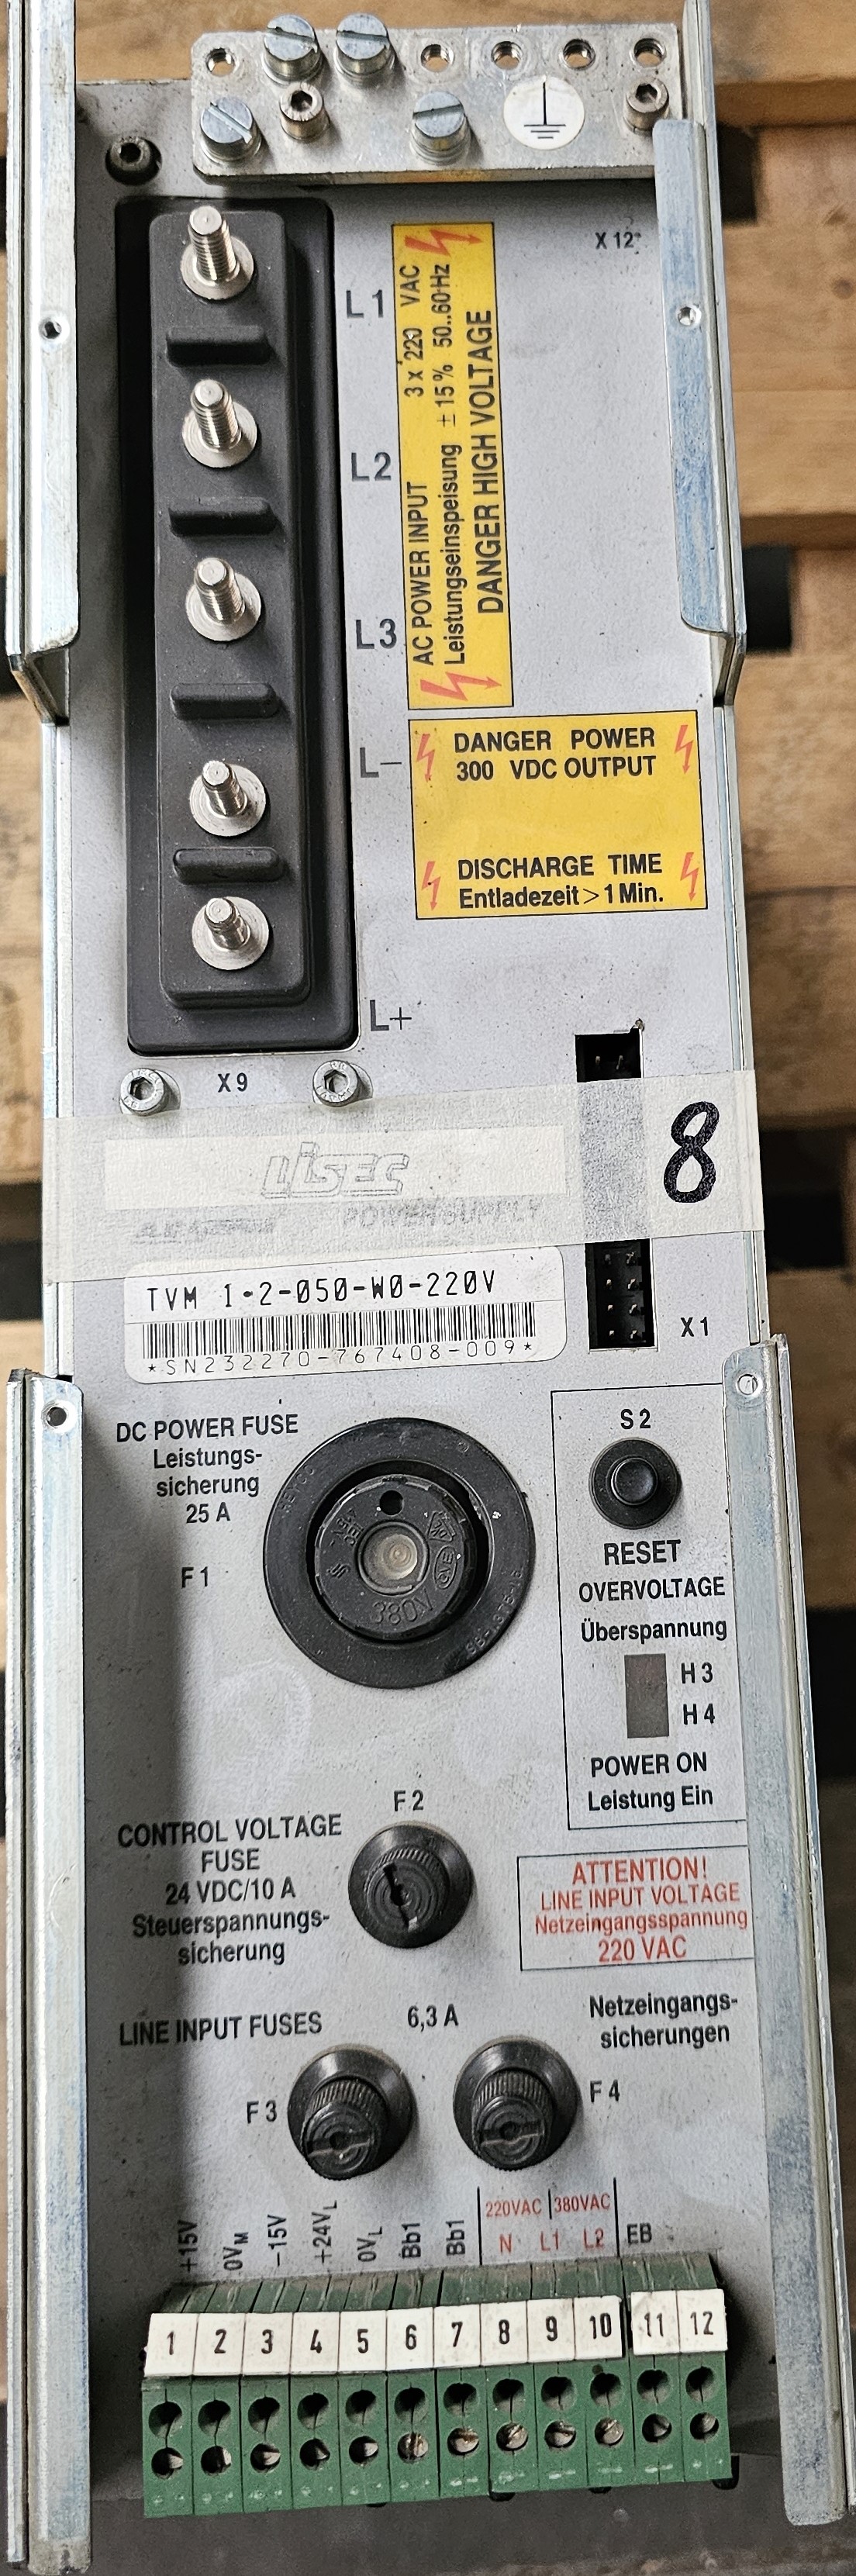 X 12
L1
L2
L3
L-
L+
AC POWER INPUT 3 x 220 VAC
Leistungseinspeisung ± 15 % 50..60 Hz
DANGER HIGH VOLTAGE
DANGER POWER
300 VDC OUTPUT
DISCHARGE TIME
Entladezeit > 1 Min.
X 9
8
LiSEC
POWER SUPPLY
TVM 1-2-050-W0-220V
*SN232270-767408-009*
X 1
DC POWER FUSE
Leistungs-
sicherung
25 A
F 1
380V
S 2
RESET
OVERVOLTAGE
Überspannung
H 3
H 4
POWER ON
Leistung Ein
F 2
CONTROL VOLTAGE
FUSE
24 VDC/10 A
Steuerspannungs-
sicherung
ATTENTION!
LINE INPUT VOLTAGE
Netzeingangsspannung
220 VAC
LINE INPUT FUSES
6,3 A
Netzeingangs-
sicherungen
F 3
F 4
+15V
0VM
-15V
+24VL
0VL
Bb1
Bb1
220VAC 380VAC
N L1 L2
EB
1 2 3 4 5 6 7 8 9 10 11 12